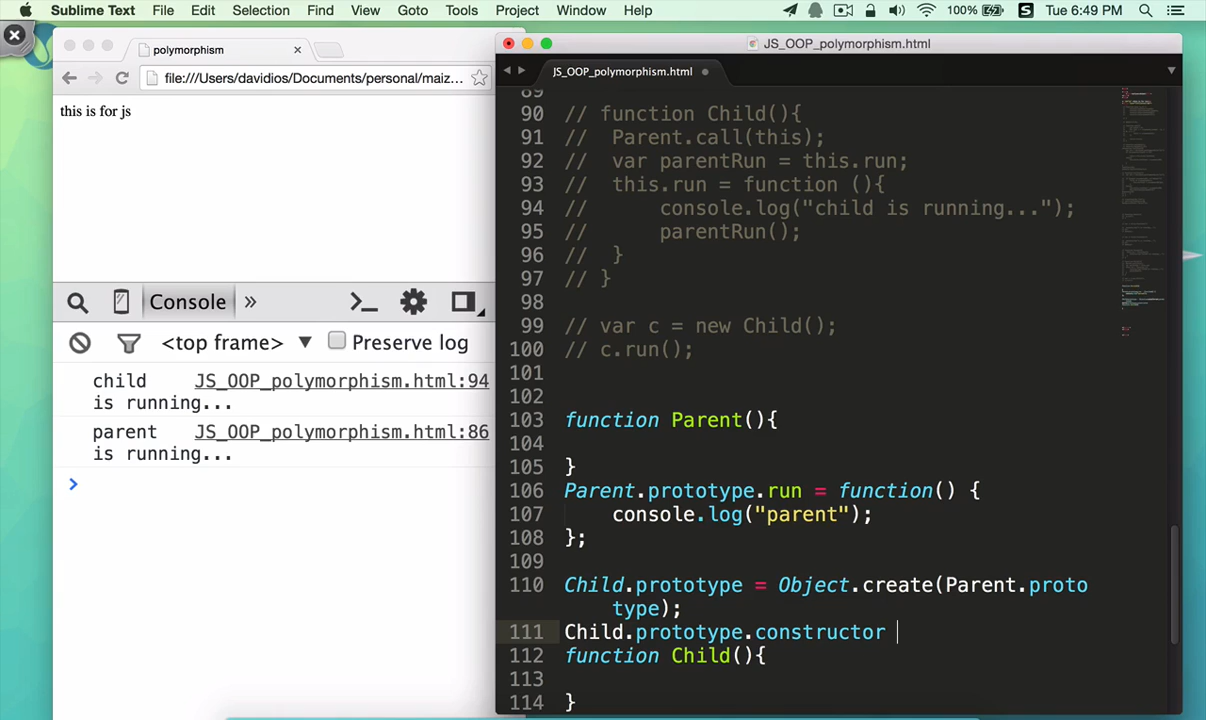 Sublime Text File Edit Selection Find View Goto Tools Project Window Help 100% Tue 6:49 PM
polymorphism
file:///Users/davidios/Documents/personal/maiz...
this is for js
Console »
<top frame> ▼ Preserve log
child JS_OOP_polymorphism.html:94
is running...
parent JS_OOP_polymorphism.html:86
is running...
>
JS_OOP_polymorphism.html
JS_OOP_polymorphism.html
89
90 // function Child(){
91 // Parent.call(this);
92 // var parentRun = this.run;
93 // this.run = function (){
94 // console.log("child is running...");
95 // parentRun();
96 // }
97 // }
98
99 // var c = new Child();
100 // c.run();
101
102
103 function Parent(){
104
105 }
106 Parent.prototype.run = function() {
107 console.log("parent");
108 };
109
110 Child.prototype = Object.create(Parent.proto
type);
111 Child.prototype.constructor
112 function Child(){
113
114 }